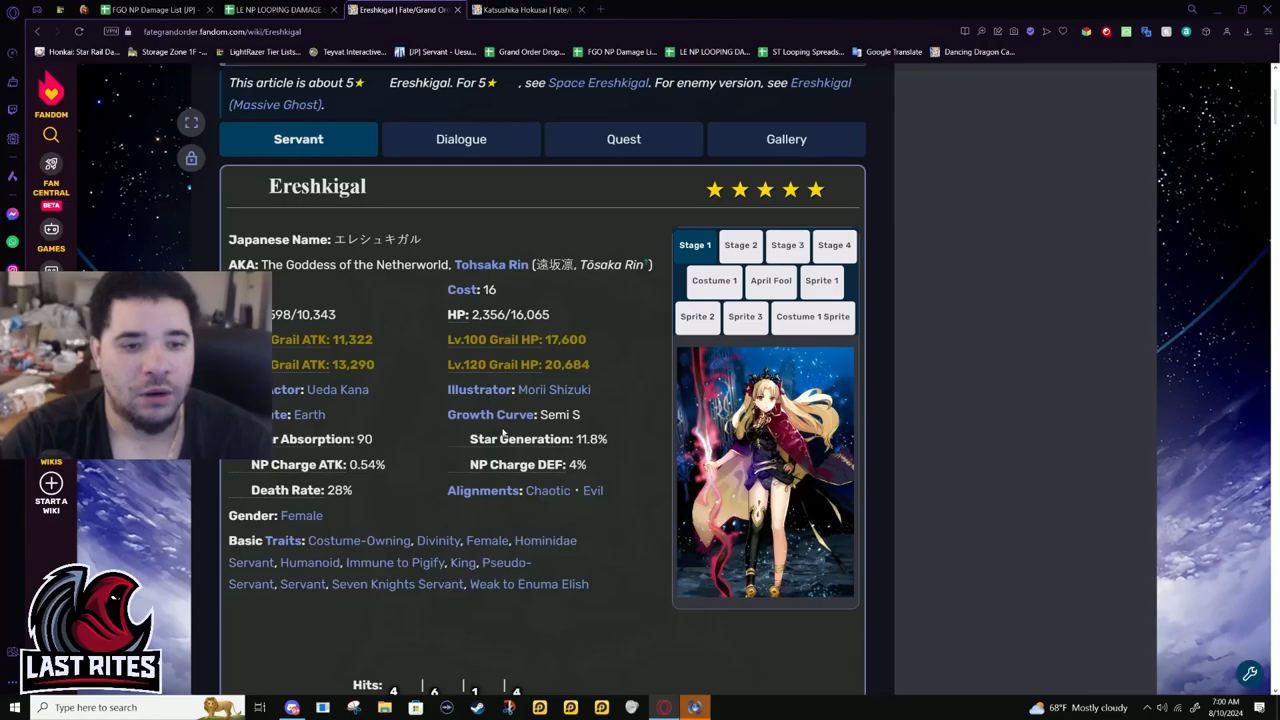 FGO NP Damage List [JP] -
LE NP LOOPING DAMAGE
Ereshkigal | Fate/Grand Or
Katsushika Hokusai | Fate/G
VPN
fategrandorder.fandom.com/wiki/Ereshkigal
Honkai: Star Rail Da...
Storage Zone 1F -...
LightRazer Tier Lists...
Teyvat Interactive...
[JP] Servant - Uesu...
Grand Order Drop...
FGO NP Damage Li...
LE NP LOOPING DA...
ST Looping Spreads...
Google Translate
Dancing Dragon Ca...
This article is about 5★ Ereshkigal. For 5★ , see Space Ereshkigal. For enemy version, see Ereshkigal
(Massive Ghost).
FANDOM
FAN
CENTRAL
BETA
GAMES
WIKIS
START A
WIKI
Servant
Dialogue
Quest
Gallery
Ereshkigal
Japanese Name: エレシュキガル
AKA: The Goddess of the Netherworld, Tohsaka Rin (遠坂凛, Tōsaka Rin?)
Cost: 16
598/10,343
HP: 2,356/16,065
Grail ATK: 11,322
Lv.100 Grail HP: 17,600
Grail ATK: 13,290
Lv.120 Grail HP: 20,684
Actor: Ueda Kana
Illustrator: Morii Shizuki
ute: Earth
Growth Curve: Semi S
r Absorption: 90
Star Generation: 11.8%
NP Charge ATK: 0.54%
NP Charge DEF: 4%
Death Rate: 28%
Alignments: Chaotic・Evil
Gender: Female
Basic Traits: Costume-Owning, Divinity, Female, Hominidae
Servant, Humanoid, Immune to Pigify, King, Pseudo-
Servant, Servant, Seven Knights Servant, Weak to Enuma Elish
Hits: 4 | 6 | 1 | 4
Stage 1
Stage 2
Stage 3
Stage 4
Costume 1
April Fool
Sprite 1
Sprite 2
Sprite 3
Costume 1 Sprite
LAST RITES
Type here to search
68°F Mostly cloudy
7:00 AM
8/10/2024